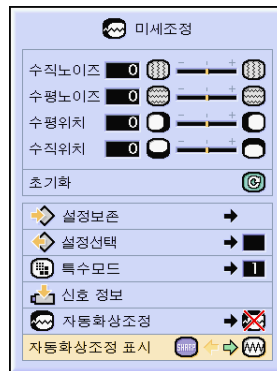 미세조정
수직노이즈 0 - +
수평노이즈 0 - +
수평위치 0 - +
수직위치 0 - +
초기화
설정보존
설정선택
특수모드 1
신호 정보
자동화상조정
자동화상조정 표시 SHARP